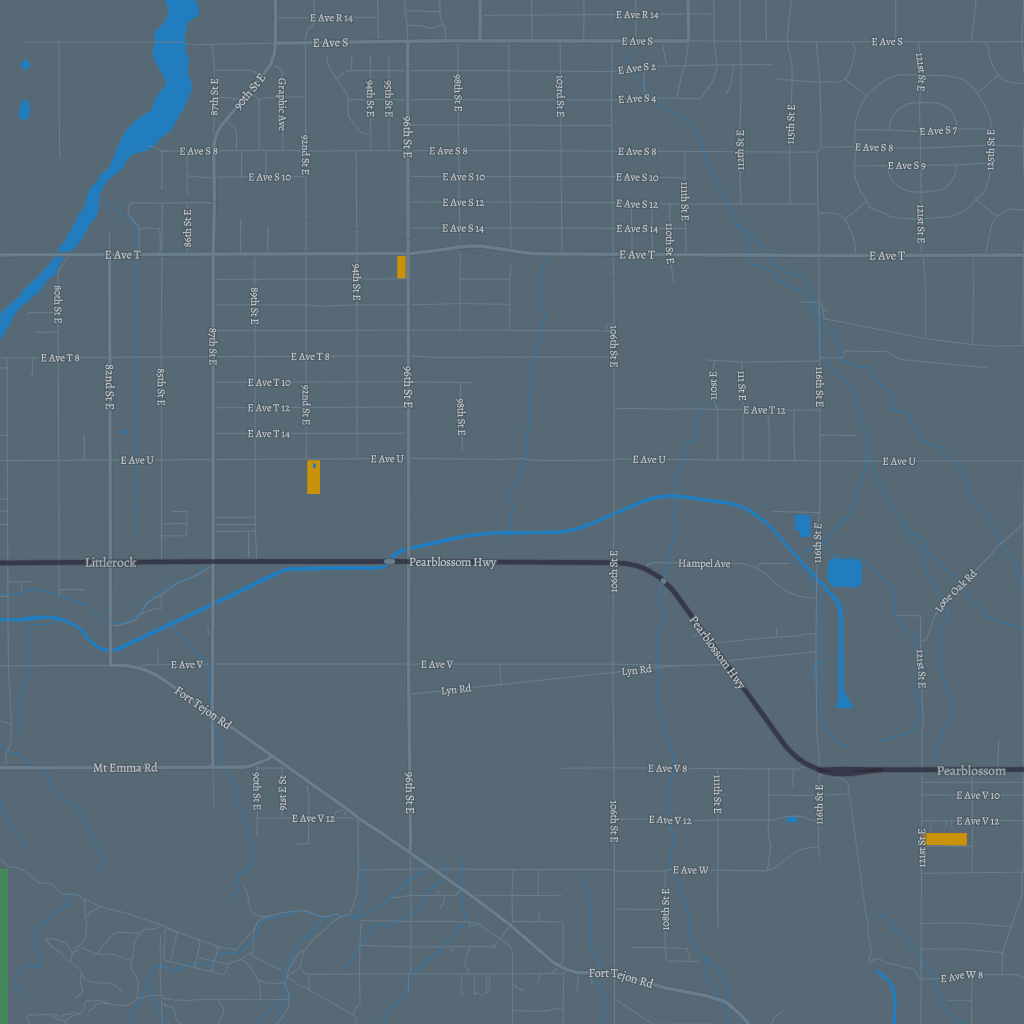 E Ave R 14
E Ave R 14
E Ave S
E Ave S
E Ave S
E Ave S 2
121st St E
90th St E
87th St E
Graphic Ave
94th St E
95th St E
98th St E
103rd St E
E Ave S 4
115th St E
96th St E
92nd St E
112th St E
E Ave S 7
125th St E
E Ave S 8
E Ave S 8
E Ave S 8
E Ave S 8
E Ave S 9
E Ave S 10
E Ave S 10
E Ave S 10
E Ave S 12
E Ave S 12
111th St E
86th St E
E Ave S 14
E Ave S 14
110th St E
121st St E
E Ave T
E Ave T
E Ave T
94th St E
80th St E
89th St E
87th St E
106th St E
E Ave T 8
E Ave T 8
82nd St E
85th St E
E Ave T 10
96th St E
110st E
111 St E
116th St E
92nd St E
E Ave T 12
98th St E
E Ave T 12
E Ave T 14
E Ave U
E Ave U
E Ave U
E Ave U
116th St E
Littlerock
Pearblossom Hwy
106th St E
Hampel Ave
Lone Oak Rd
Pearblossom Hwy
E Ave V
E Ave V
Lyn Rd
Lyn Rd
121st St E
Fort Tejon Rd
Mt Emma Rd
E Ave V 8
Pearblossom
90th St E
91st E St
96th St E
111th St E
116th St E
E Ave V 10
E Ave V 12
106th St E
E Ave V 12
E Ave V 12
121st St E
E Ave W
108th St E
Fort Tejon Rd
E Ave W 8